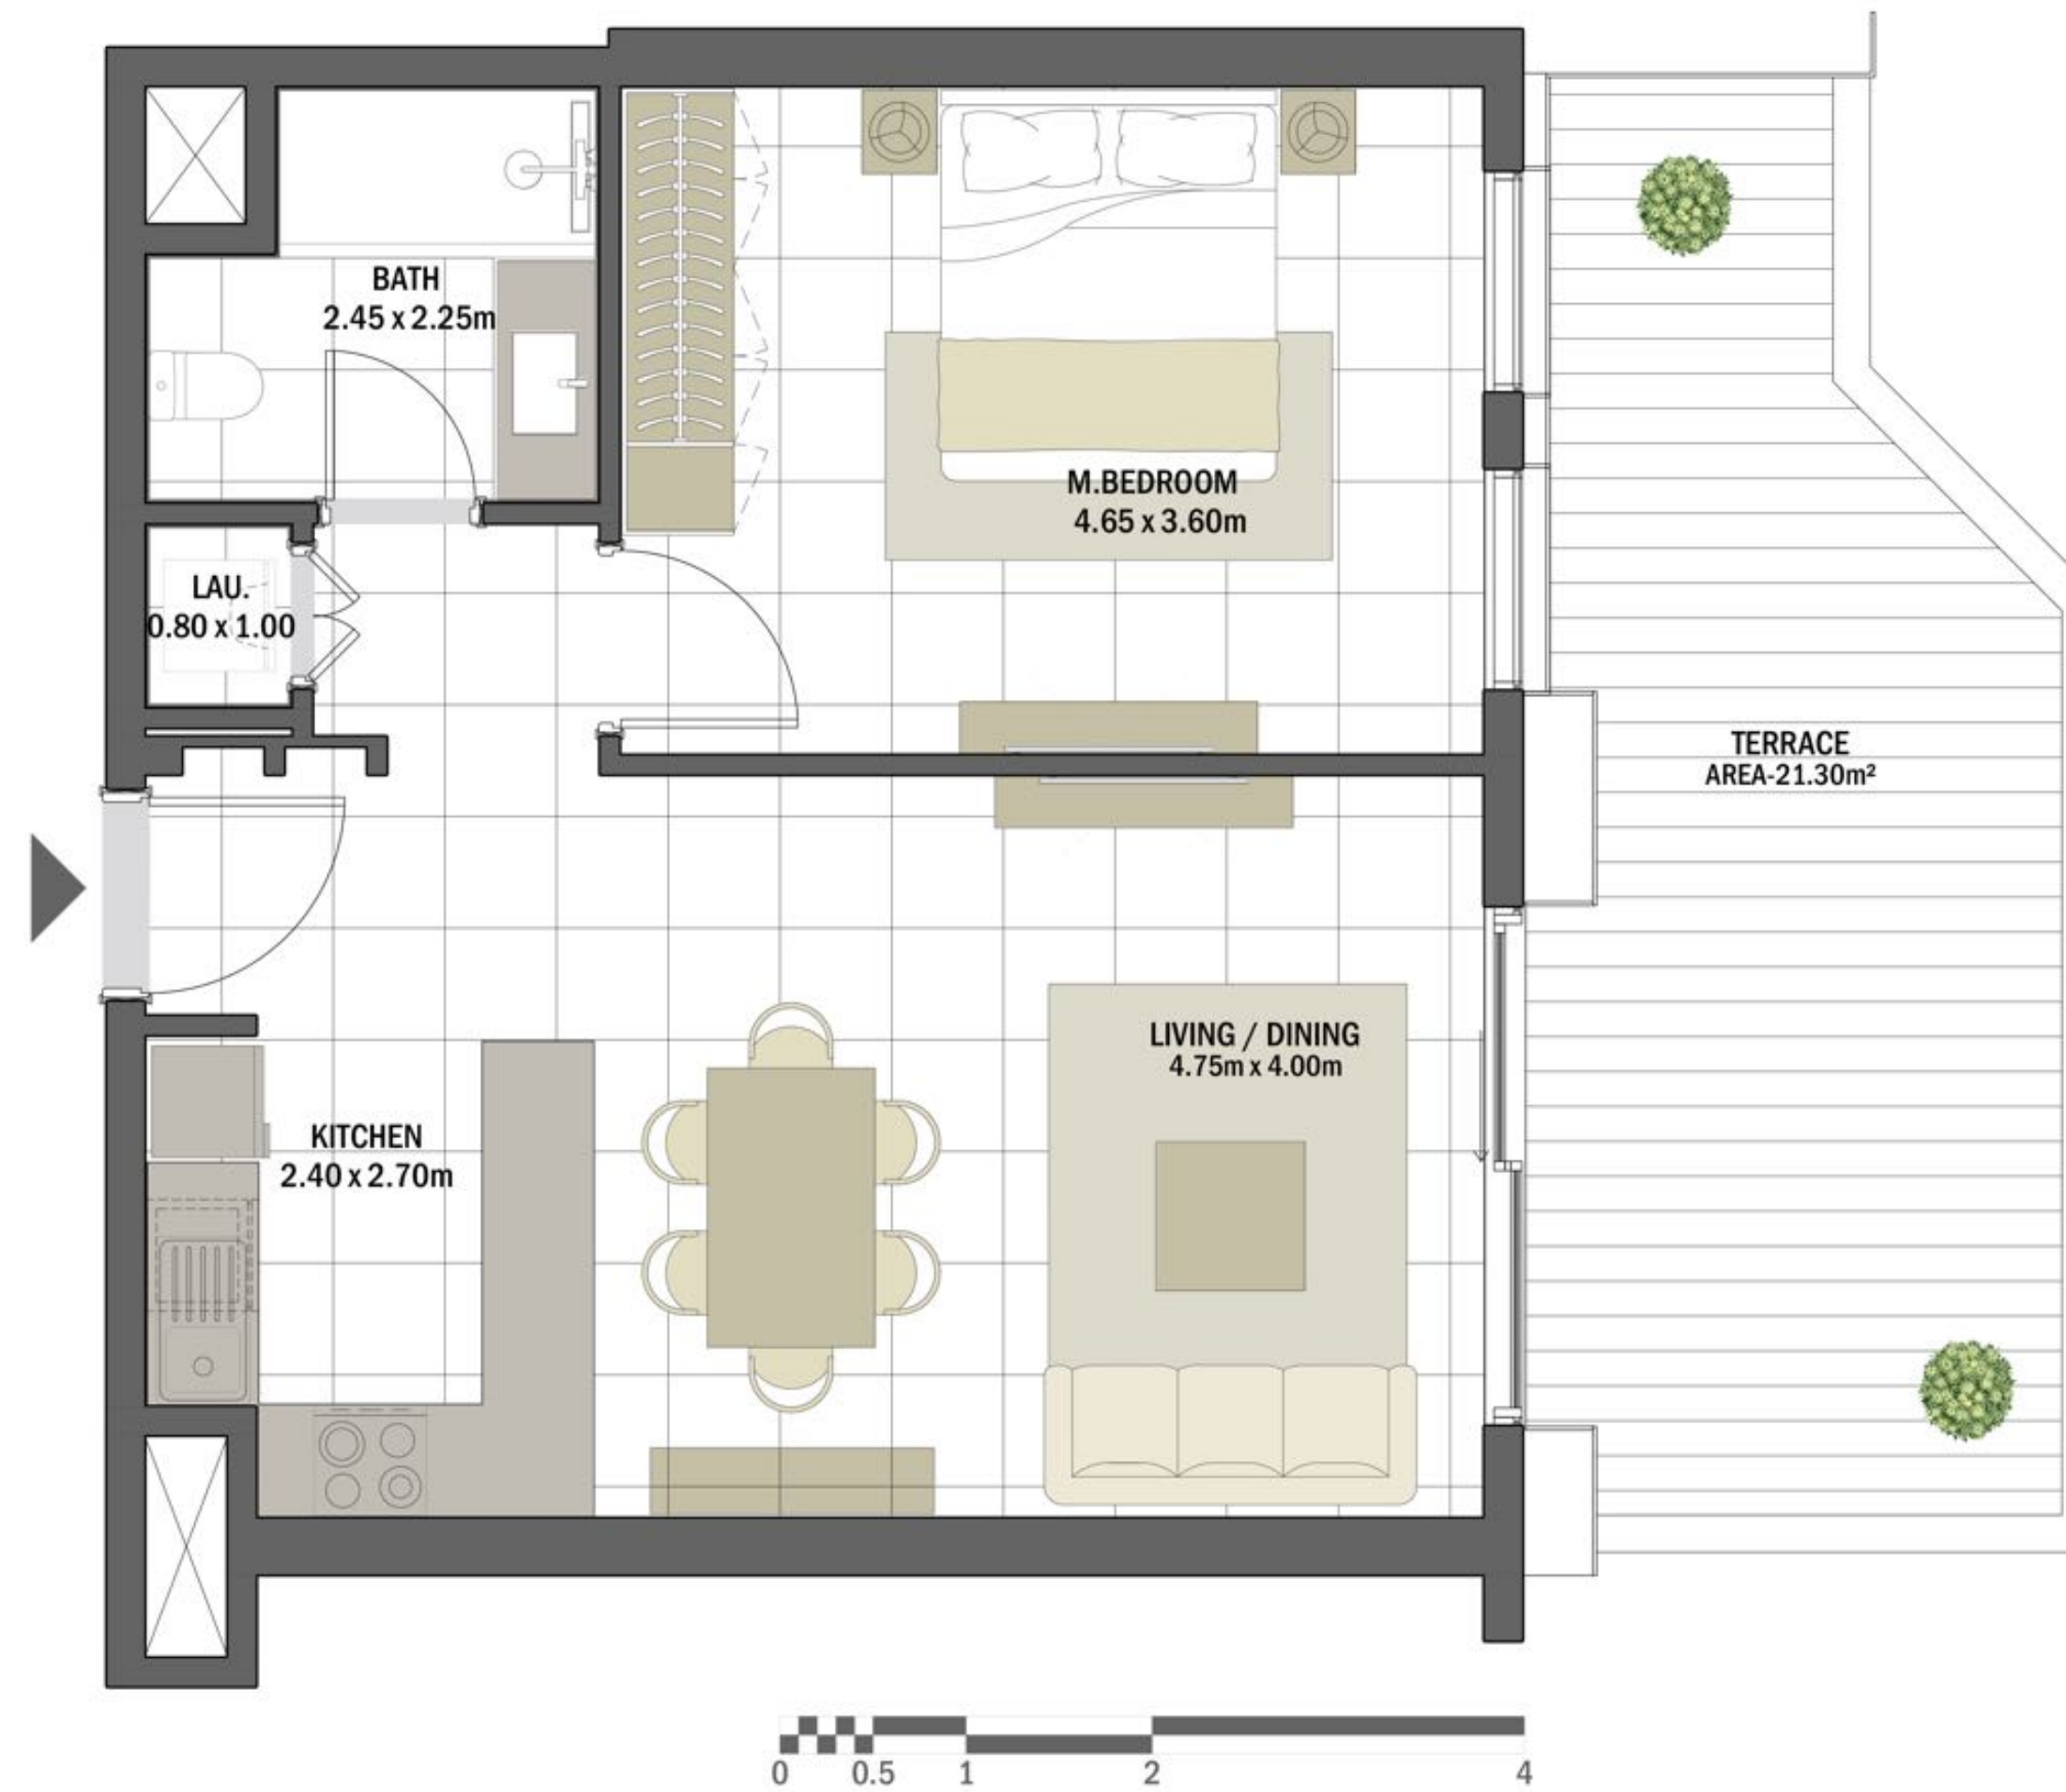 BATH
2.45 x 2.25m
M.BEDROOM
4.65 x 3.60m
LAU.
0.80 x 1.00
TERRACE
AREA-21.30m²
LIVING / DINING
4.75m x 4.00m
KITCHEN
2.40 x 2.70m
0 0.5 1 2 4